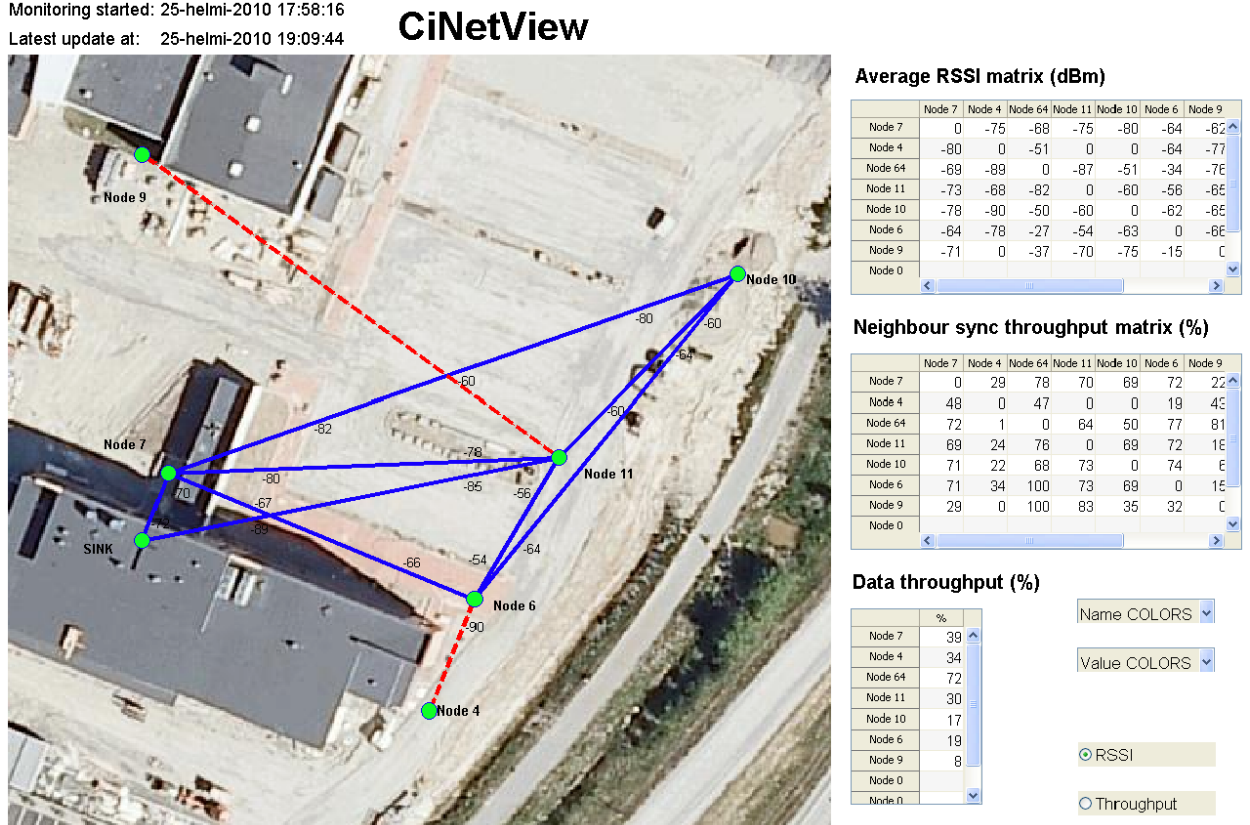 Monitoring started: 25-helmi-2010 17:58:16
Latest update at: 25-helmi-2010 19:09:44
CiNetView
Node 9
Node 10
-80
-60
-64
-60
-60
-82
Node 7
-78
Node 11
-80
-85
-56
-70
-67
-89
SINK
-54
-64
-66
Node 6
-90
Node 4
Average RSSI matrix (dBm)
Node 7 Node 4 Node 64 Node 11 Node 10 Node 6 Node 9
Node 7 0 -75 -68 -75 -80 -64 -62
Node 4 -80 0 -51 0 0 -64 -77
Node 64 -69 -89 0 -87 -51 -34 -76
Node 11 -73 -68 -82 0 -60 -56 -65
Node 10 -78 -90 -50 -60 0 -62 -65
Node 6 -64 -78 -27 -54 -63 0 -66
Node 9 -71 0 -37 -70 -75 -15
Node 0
Neighbour sync throughput matrix (%)
Node 7 Node 4 Node 64 Node 11 Node 10 Node 6 Node 9
Node 7 0 29 78 70 69 72 22
Node 4 48 0 47 0 0 19 43
Node 64 72 1 0 64 50 77 81
Node 11 69 24 76 0 69 72 18
Node 10 71 22 68 73 0 74 6
Node 6 71 34 100 73 69 0 15
Node 9 29 0 100 83 35 32
Node 0
Data throughput (%)
%
Node 7 39
Node 4 34
Node 64 72
Node 11 30
Node 10 17
Node 6 19
Node 9 8
Node 0
Node 0
Name COLORS
Value COLORS
RSSI
Throughput